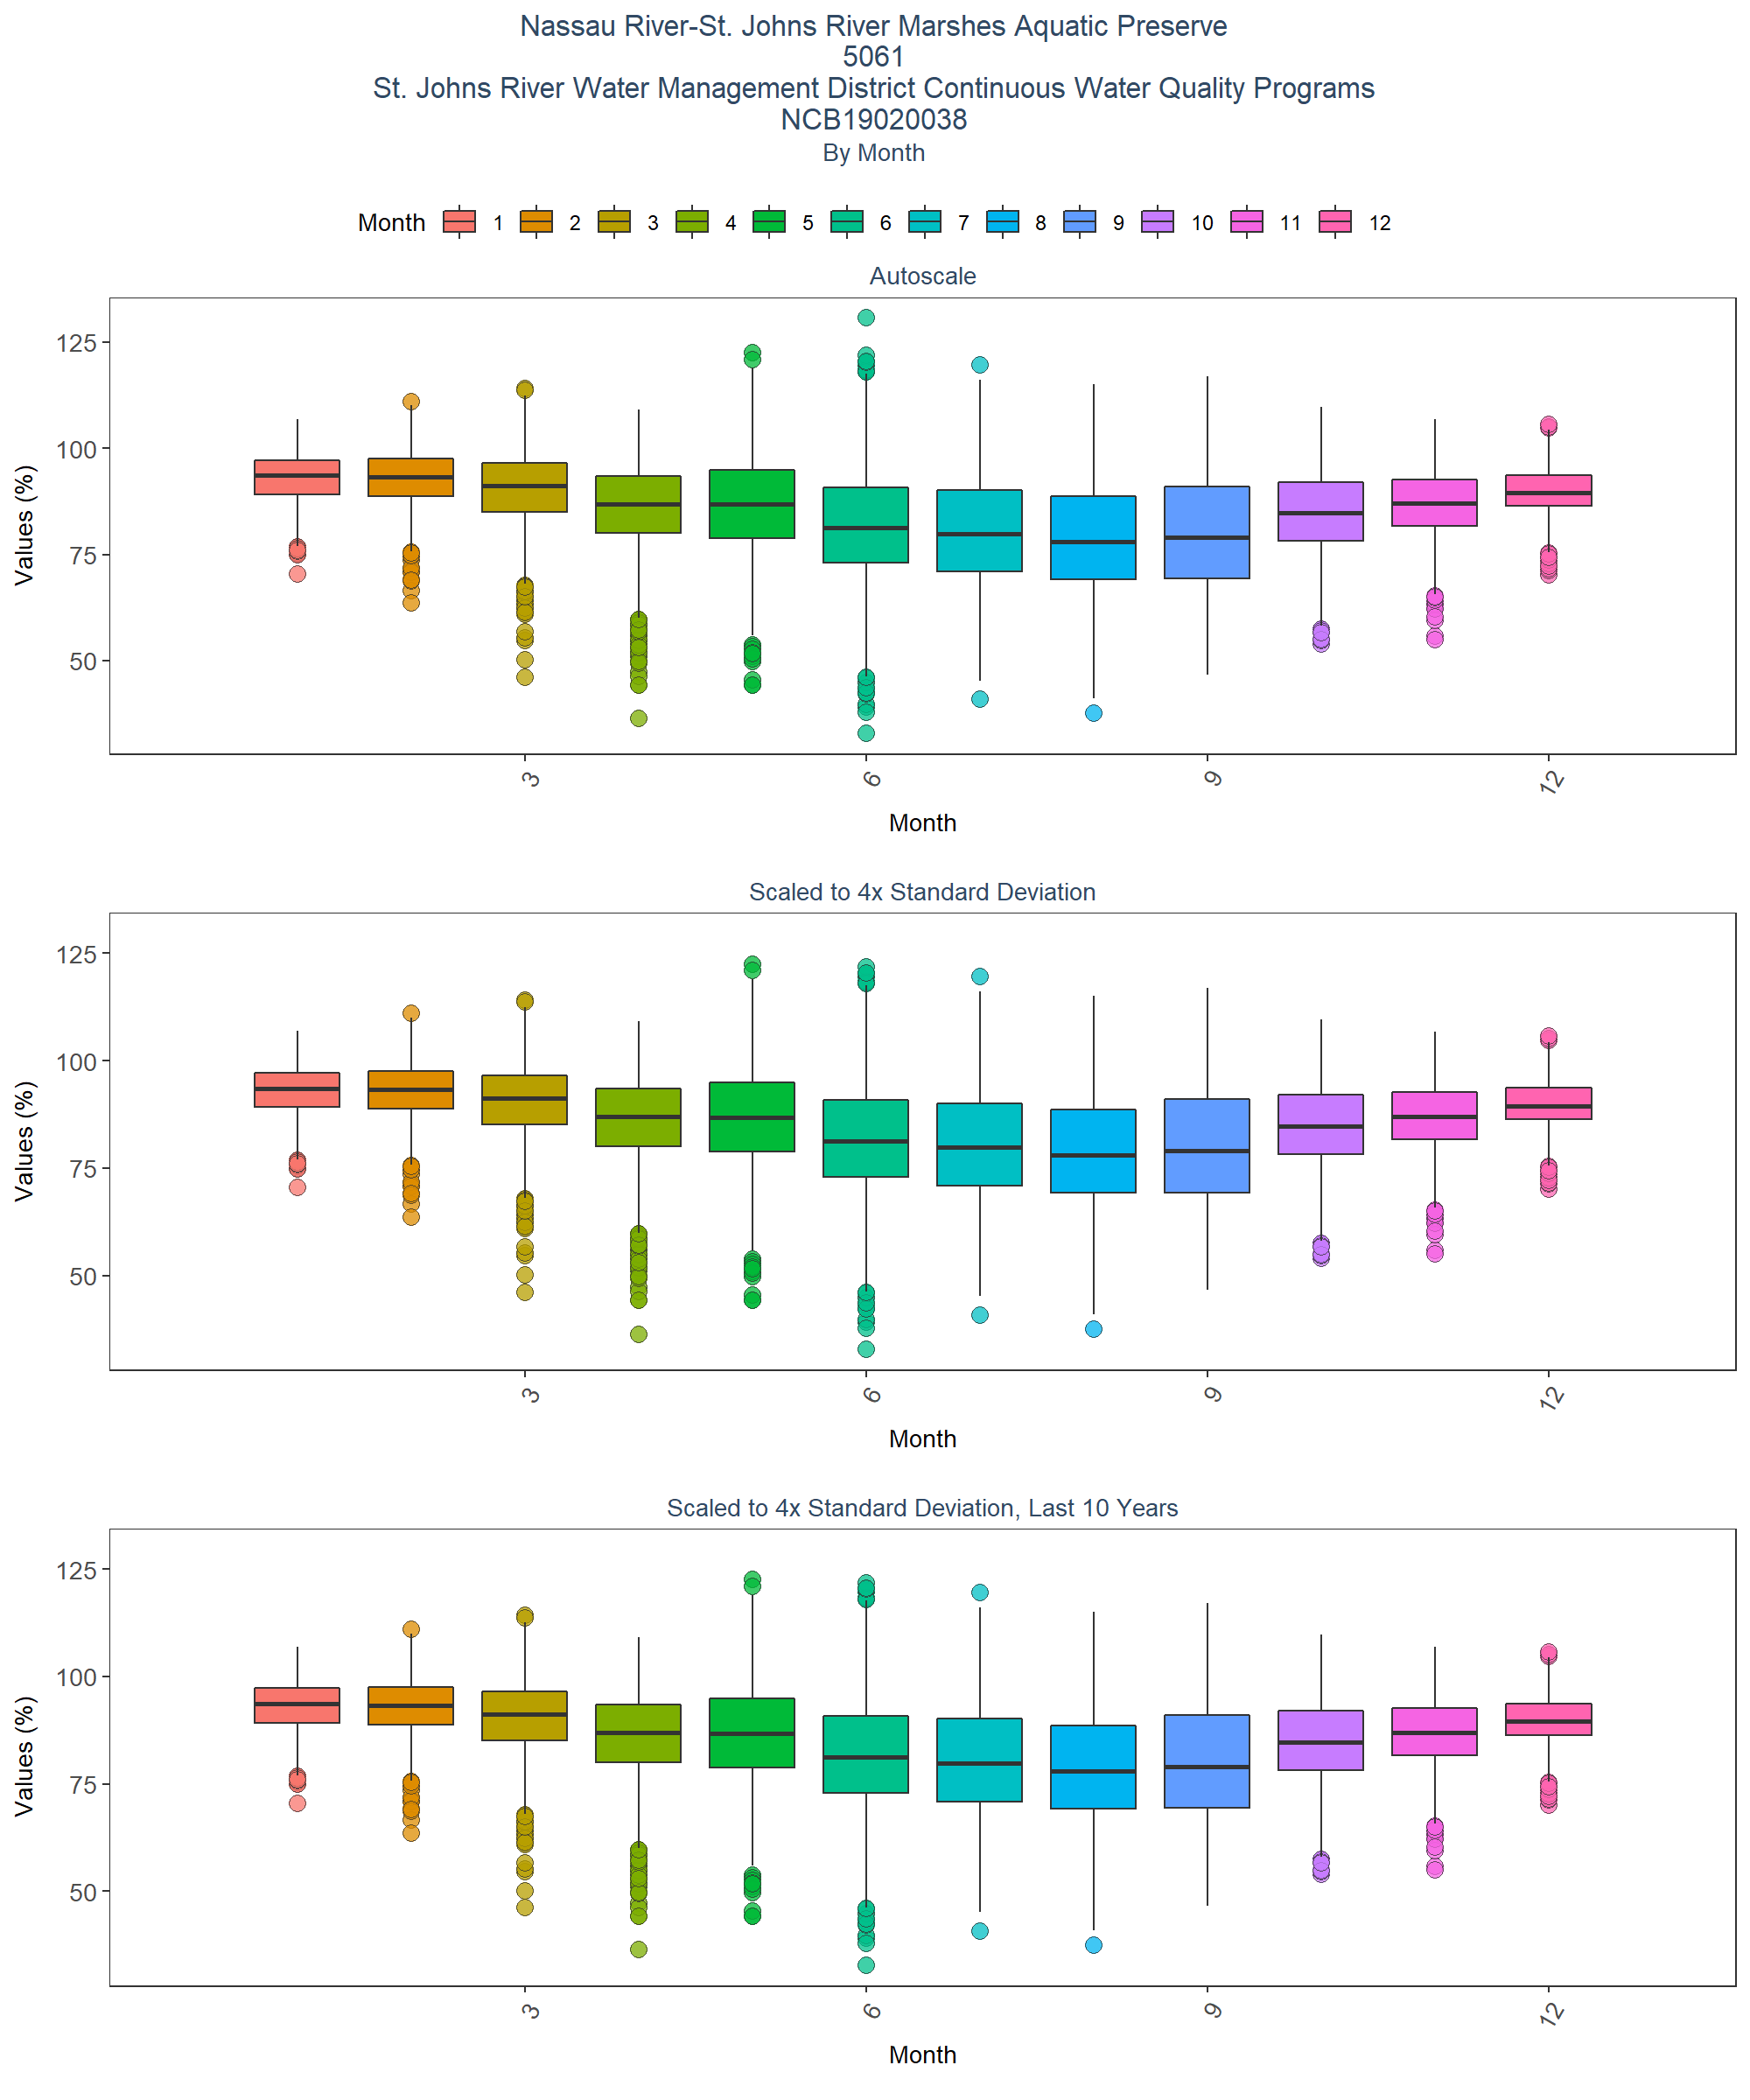 Nassau River-St. Johns River Marshes Aquatic Preserve
5061
St. Johns River Water Management District Continuous Water Quality Programs
NCB19020038
By Month
Month 1 2 3 4 5 6 7 8 9 10 11 12
Autoscale
Values (%)
125
100
75
50
3 6 9 12
Month
Scaled to 4x Standard Deviation
Values (%)
125
100
75
50
3 6 9 12
Month
Scaled to 4x Standard Deviation, Last 10 Years
Values (%)
125
100
75
50
3 6 9 12
Month